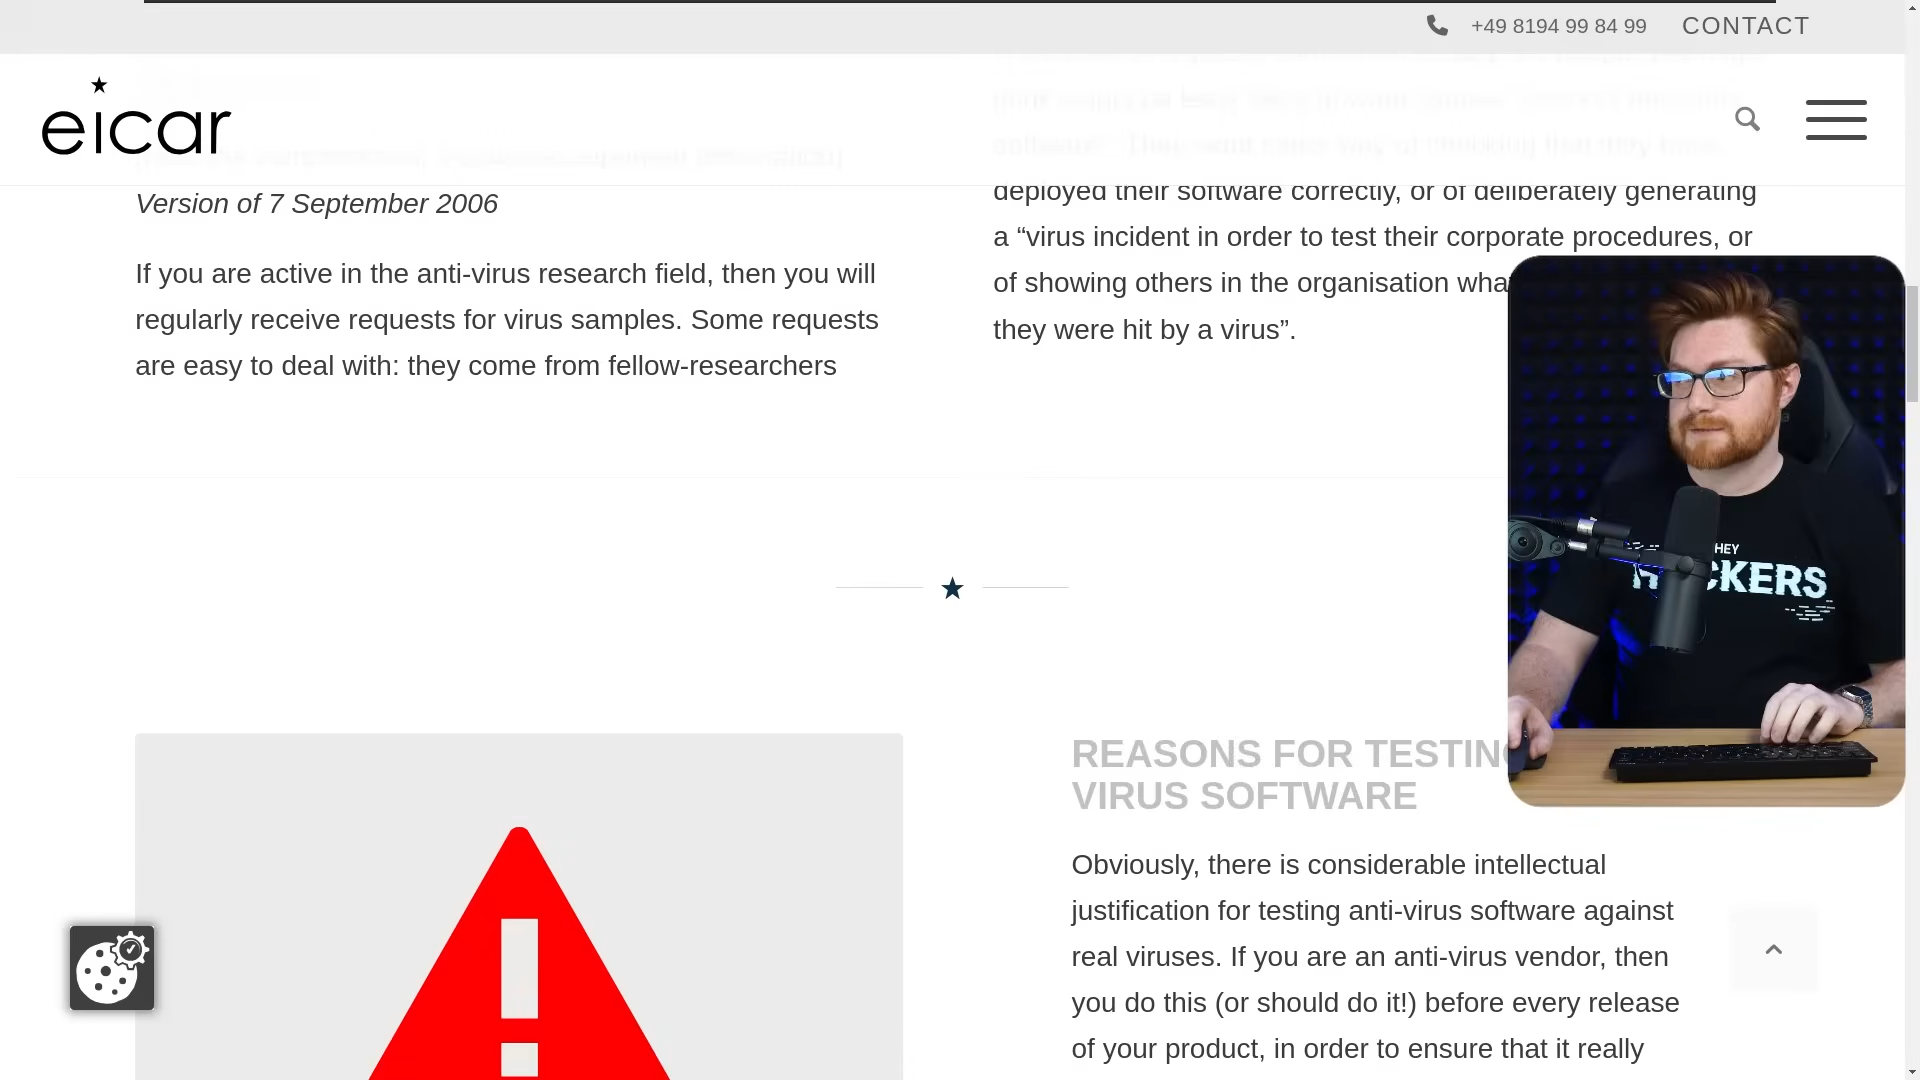 +49 8194 99 84 99 CONTACT
eicar
Version of 7 September 2006
If you are active in the anti-virus research field, then you will
regularly receive requests for virus samples. Some requests
are easy to deal with: they come from fellow-researchers
deployed their software correctly, or of deliberately generating
a “virus incident in order to test their corporate procedures, or
of showing others in the organisation
they were hit by a virus”.
HEY
REASONS FOR TESTING
VIRUS SOFTWARE
Obviously, there is considerable intellectual
justification for testing anti-virus software against
real viruses. If you are an anti-virus vendor, then
you do this (or should do it!) before every release
of your product, in order to ensure that it really